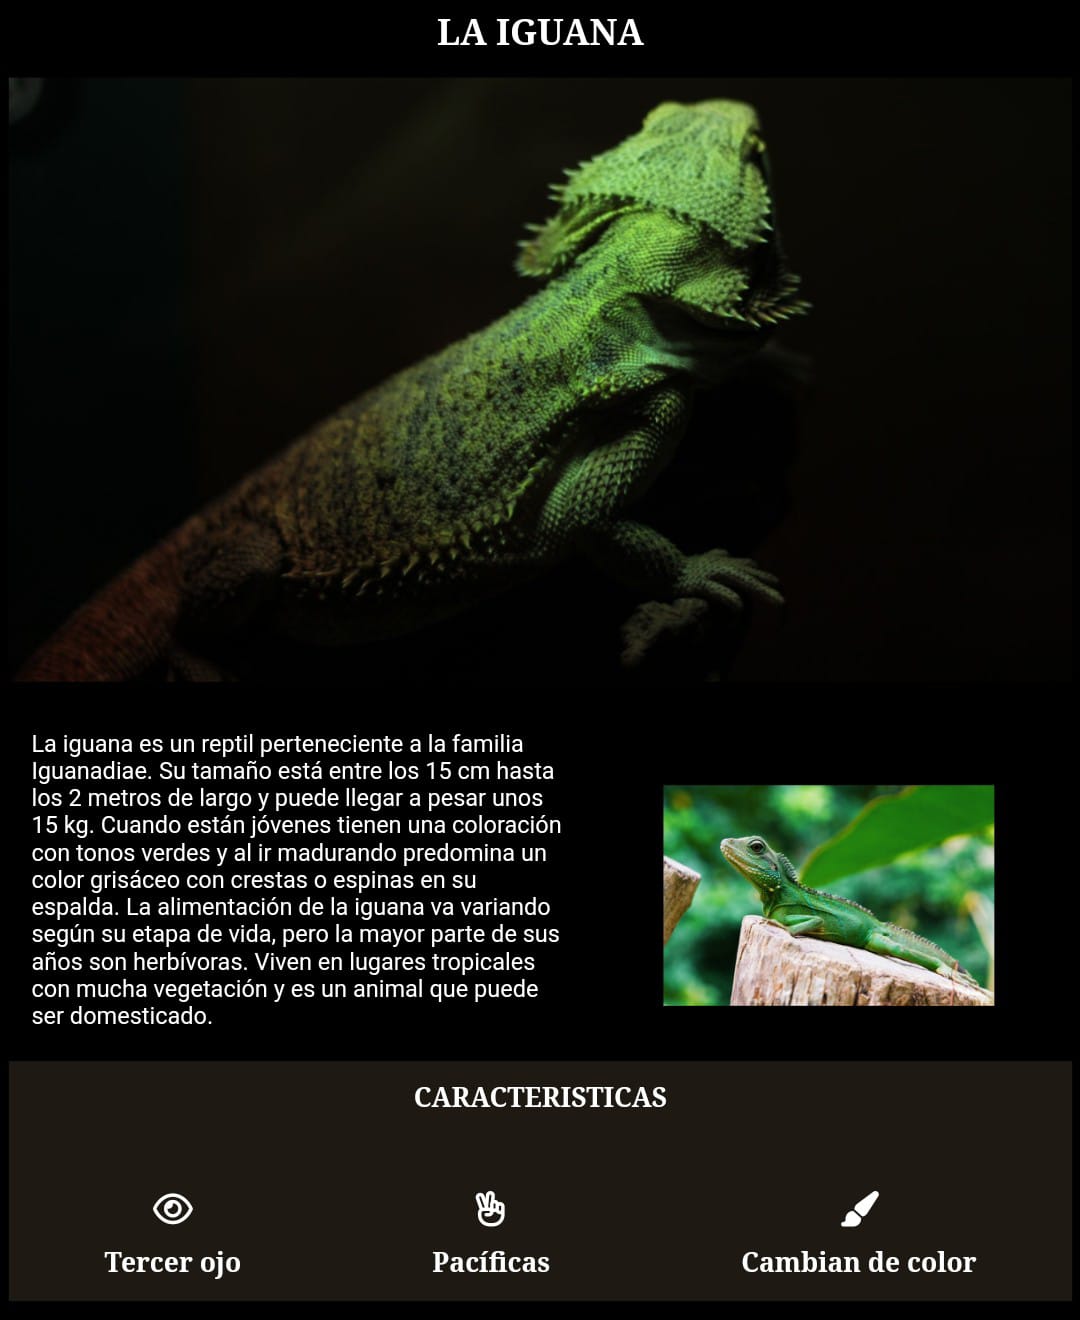 LA IGUANA
La iguana es un reptil perteneciente a la familia
Iguanadiae. Su tamaño está entre los 15 cm hasta
los 2 metros de largo y puede llegar a pesar unos
15 kg. Cuando están jóvenes tienen una coloración
con tonos verdes y al ir madurando predomina un
color grisáceo con crestas o espinas en su
espalda. La alimentación de la iguana va variando
según su etapa de vida, pero la mayor parte de sus
años son herbívoras. Viven en lugares tropicales
con mucha vegetación y es un animal que puede
ser domesticado.
CARACTERISTICAS
Tercer ojo
Pacíficas
Cambian de color